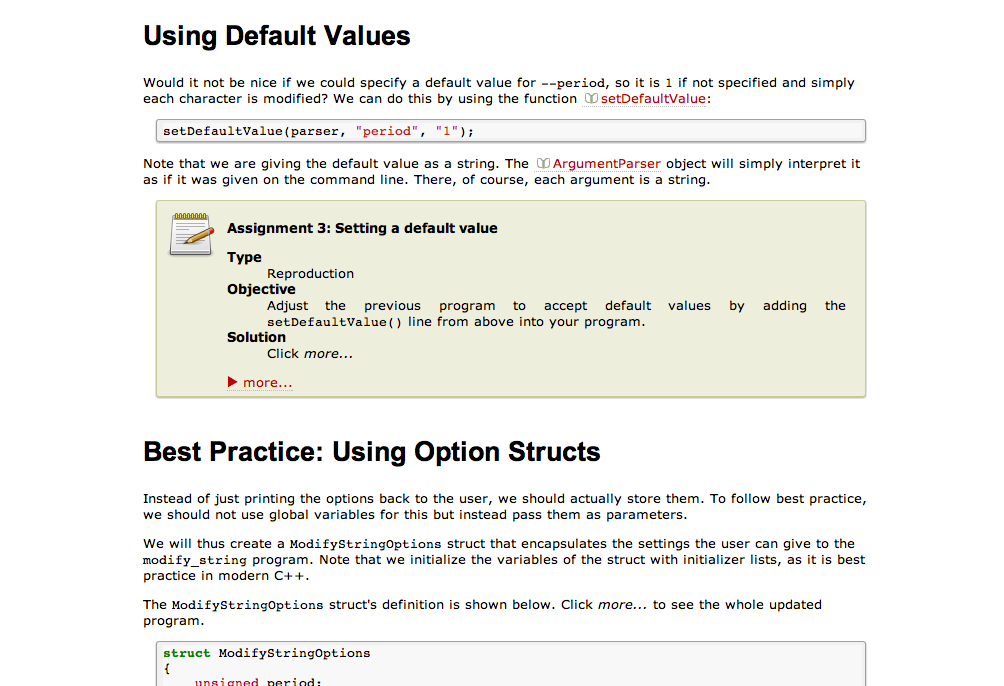 Using Default Values
Would it not be nice if we could specify a default value for --period, so it is 1 if not specified and simply
each character is modified? We can do this by using the function setDefaultValue:
setDefaultValue(parser, "period", "1");
Note that we are giving the default value as a string. The ArgumentParser object will simply interpret it
as if it was given on the command line. There, of course, each argument is a string.
Assignment 3: Setting a default value
Type
Reproduction
Objective
Adjust the previous program to accept default values by adding the
setDefaultValue() line from above into your program.
Solution
Click more...
more...
Best Practice: Using Option Structs
Instead of just printing the options back to the user, we should actually store them. To follow best practice,
we should not use global variables for this but instead pass them as parameters.
We will thus create a ModifyStringOptions struct that encapsulates the settings the user can give to the
modify_string program. Note that we initialize the variables of the struct with initializer lists, as it is best
practice in modern C++.
The ModifyStringOptions struct's definition is shown below. Click more... to see the whole updated
program.
struct ModifyStringOptions
{
unsigned period;